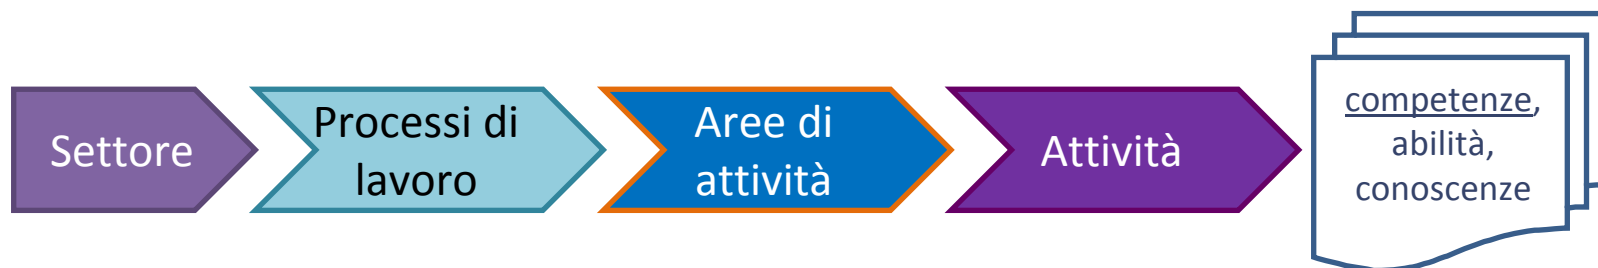 Settore
Processi di
lavoro
Aree di
attività
Attività
competenze,
abilità,
conoscenze